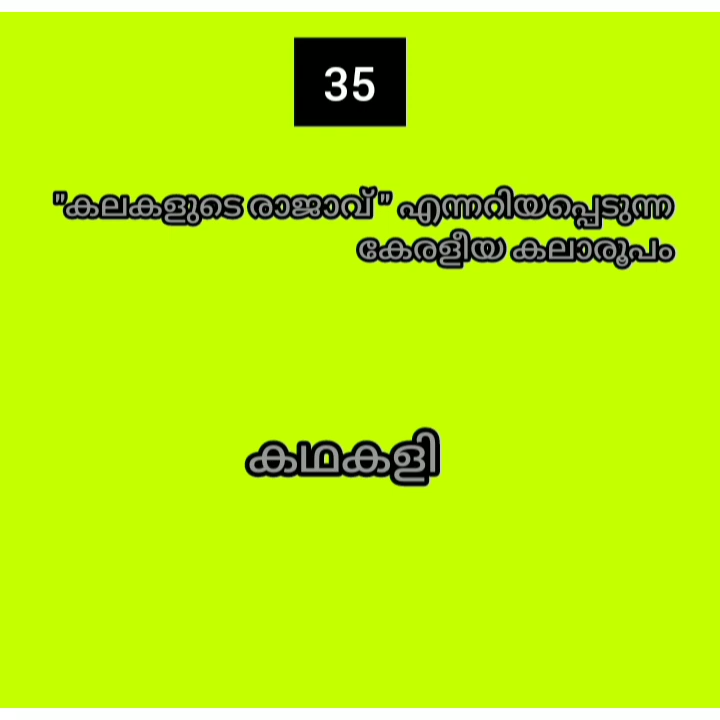 35
"കലകളുടെ രാജാവ് " എന്നറിയപ്പെടുന്ന
കേരളീയ കലാരൂപം
കഥകളി